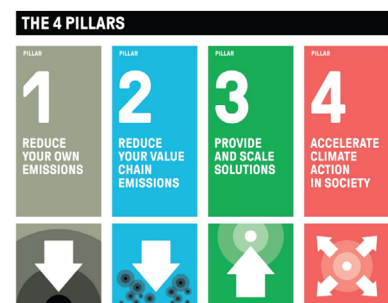 THE 4 PILLARS
PILLAR
1
REDUCE
YOUR OWN
EMISSIONS
PILLAR
2
REDUCE
YOUR VALUE
CHAIN
EMISSIONS
PILLAR
3
PROVIDE
AND SCALE
SOLUTIONS
PILLAR
4
ACCELERATE
CLIMATE
ACTION
IN SOCIETY